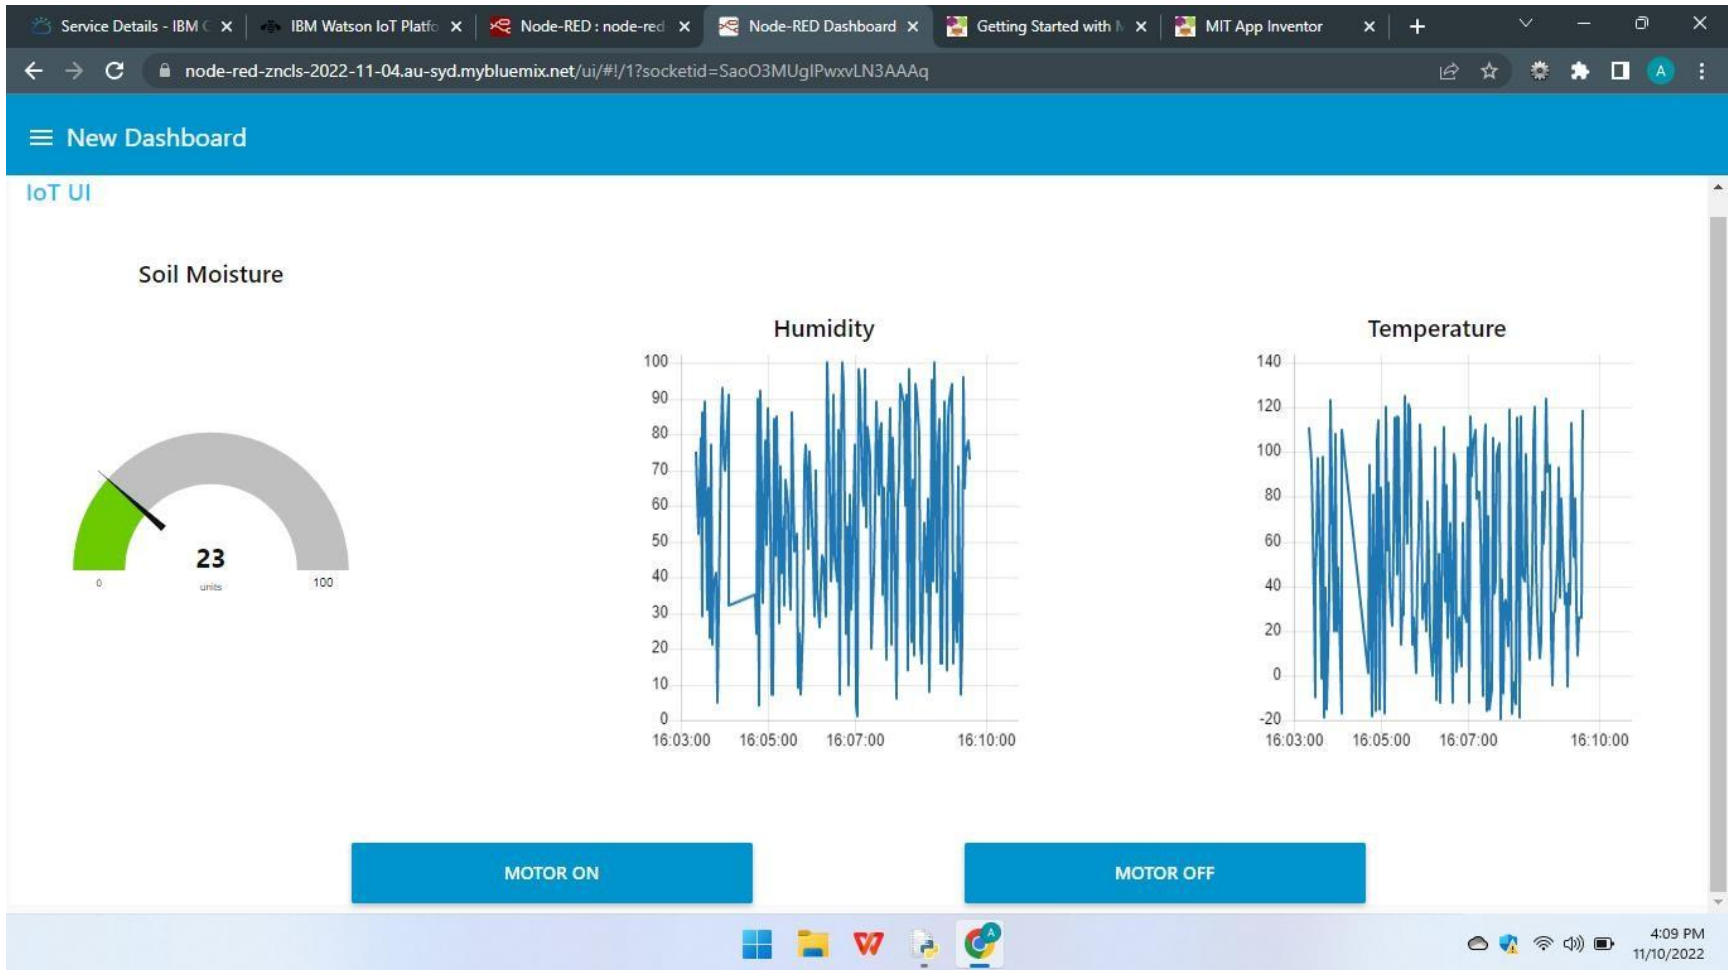 Service Details - IBM C
IBM Watson IoT Platfo
Node-RED : node-red
Node-RED Dashboard
Getting Started with M
MIT App Inventor
node-red-zncls-2022-11-04.au-syd.mybluemix.net/ui/#!/1?socketid=SaoO3MUgIPwxvLN3AAAq
A
New Dashboard
IoT UI
Soil Moisture
23
units
0
100
Humidity
100
90
80
70
60
50
40
30
20
10
0
16:03:00 16:05:00 16:07:00 16:10:00
Temperature
140
120
100
80
60
40
20
0
-20
16:03:00 16:05:00 16:07:00 16:10:00
MOTOR ON
MOTOR OFF
A
4:09 PM
11/10/2022